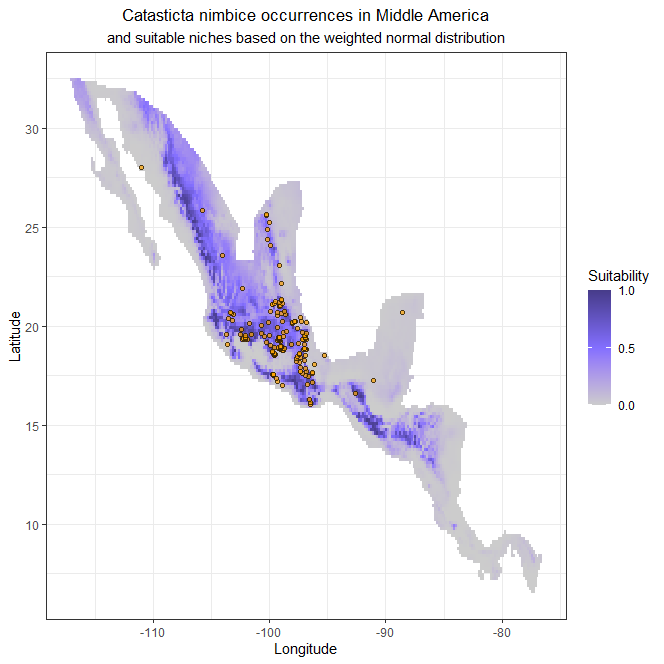 Catasticta nimbice occurrences in Middle America
and suitable niches based on the weighted normal distribution
30
25
20
15
10
Latitude
-110
-100
-90
-80
Longitude
Suitability
1.0
0.5
0.0